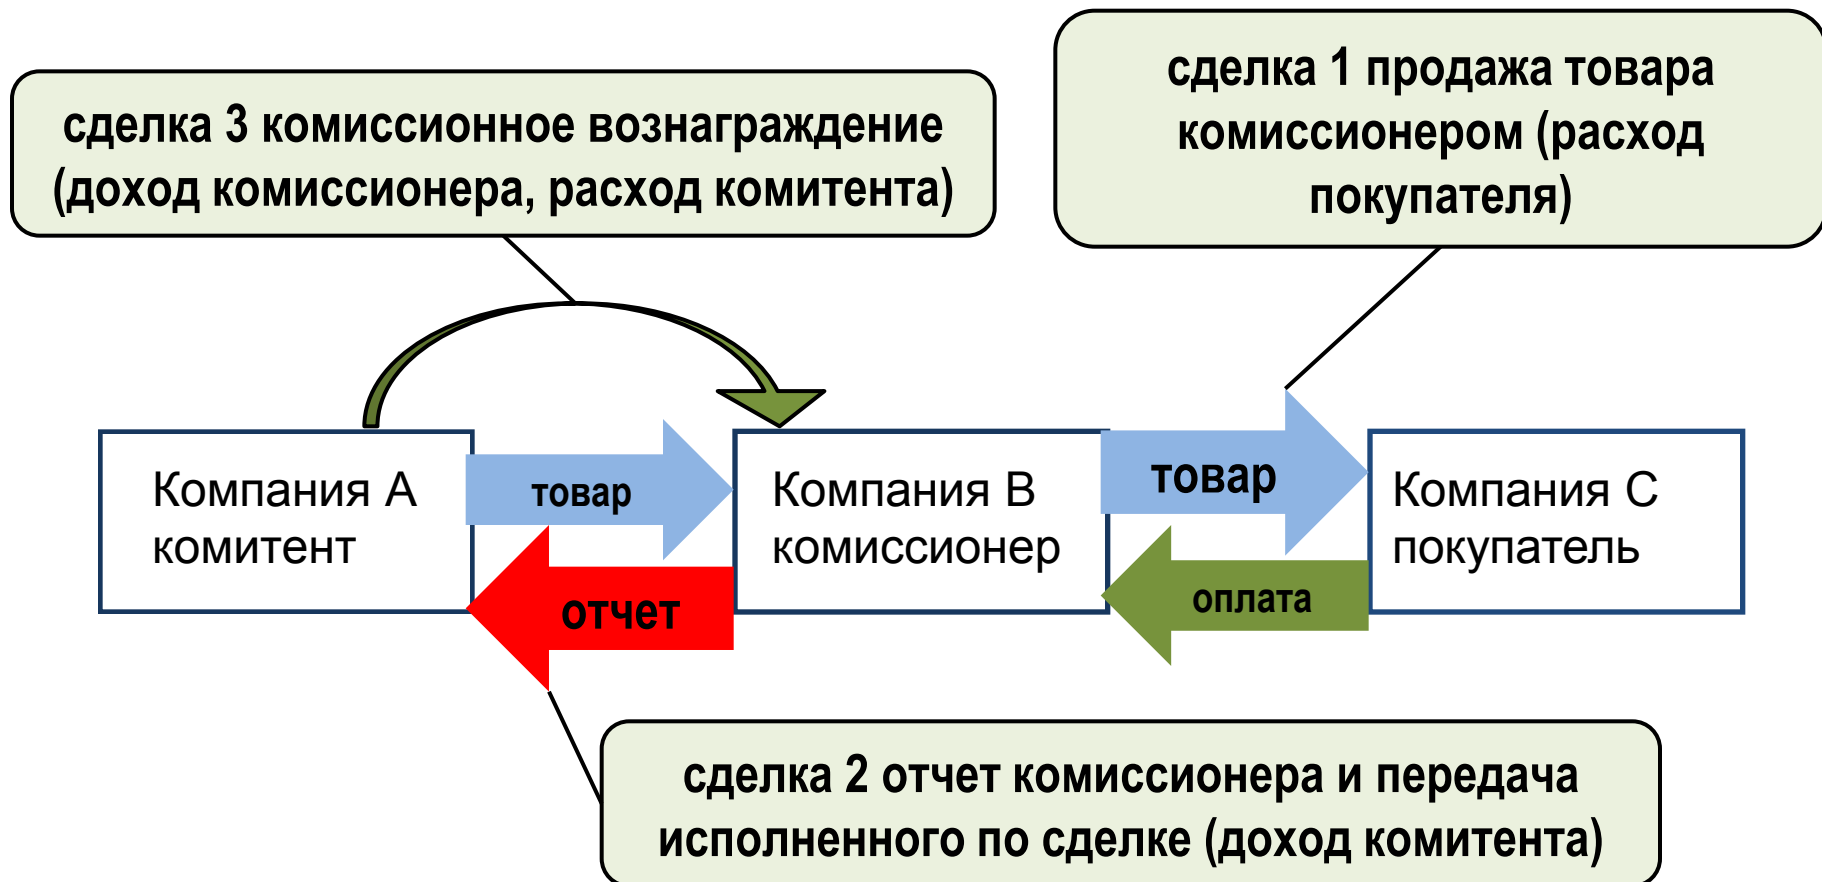 сделка 1 продажа товара
комиссионером (расход
покупателя)
сделка 3 комиссионное вознаграждение
(доход комиссионера, расход комитента)
Компания А
комитент
товар
отчет
Компания В
комиссионер
товар
оплата
Компания С
покупатель
сделка 2 отчет комиссионера и передача
исполненного по сделке (доход комитента)